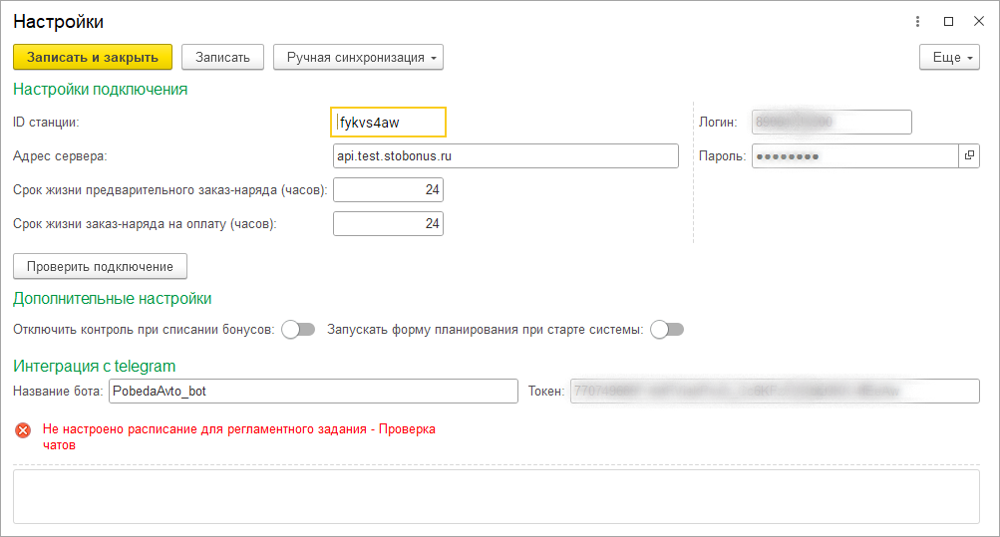 Настройки
Записать и закрыть
Записать
Ручная синхронизация
Еще
Настройки подключения
ID станции:
fykvs4aw
Логин:
Адрес сервера:
api.test.stobonus.ru
Пароль:
Срок жизни предварительного заказ-наряда (часов):
24
Срок жизни заказ-наряда на оплату (часов):
24
Проверить подключение
Дополнительные настройки
Отключить контроль при списании бонусов:
Запускать форму планирования при старте системы:
Интеграция с telegram
Название бота:
PobedaAvto_bot
Токен:
Не настроено расписание для регламентного задания - Проверка
чатов